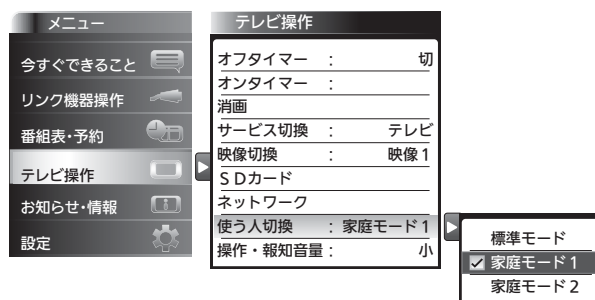 メニュー
今すぐできること
リンク機器操作
番組表・予約
テレビ操作
お知らせ・情報
設定
テレビ操作
オフタイマー : 切
オンタイマー :
消画
サービス切換 : テレビ
映像切換 : 映像1
SDカード
ネットワーク
使う人切換 : 家庭モード1
操作・報知音量 : 小
標準モード
家庭モード1
家庭モード2